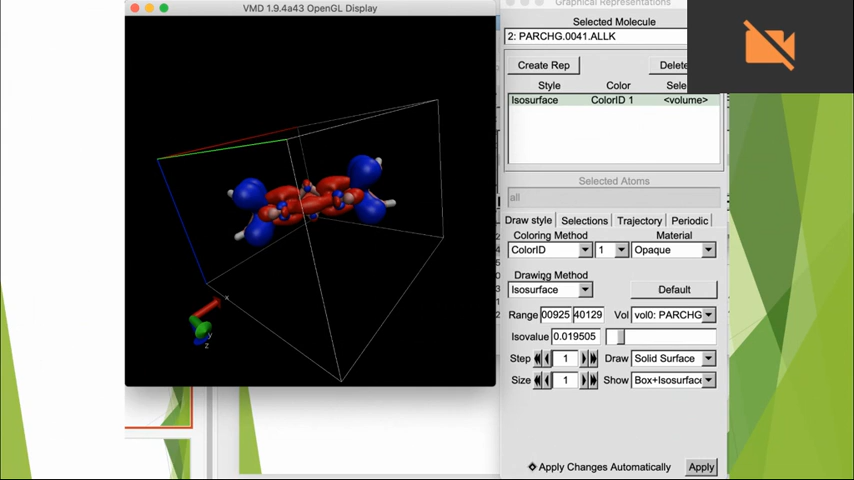 VMD 1.9.4a43 OpenGL Display
Graphical Representations
Selected Molecule
2: PARCHG.0041.ALLK
Create Rep
Delete
Style Color Sele
Isosurface ColorID 1 <volume>
Selected Atoms
all
Draw style Selections Trajectory Periodic
Coloring Method Material
ColorID 1 Opaque
Drawing Method
Isosurface Default
Range 00925 40129 Vol vol0: PARCHG
Isovalue 0.019505
Step 1 Draw Solid Surface
Size 1 Show Box+Isosurface
Apply Changes Automatically Apply
x
y
z